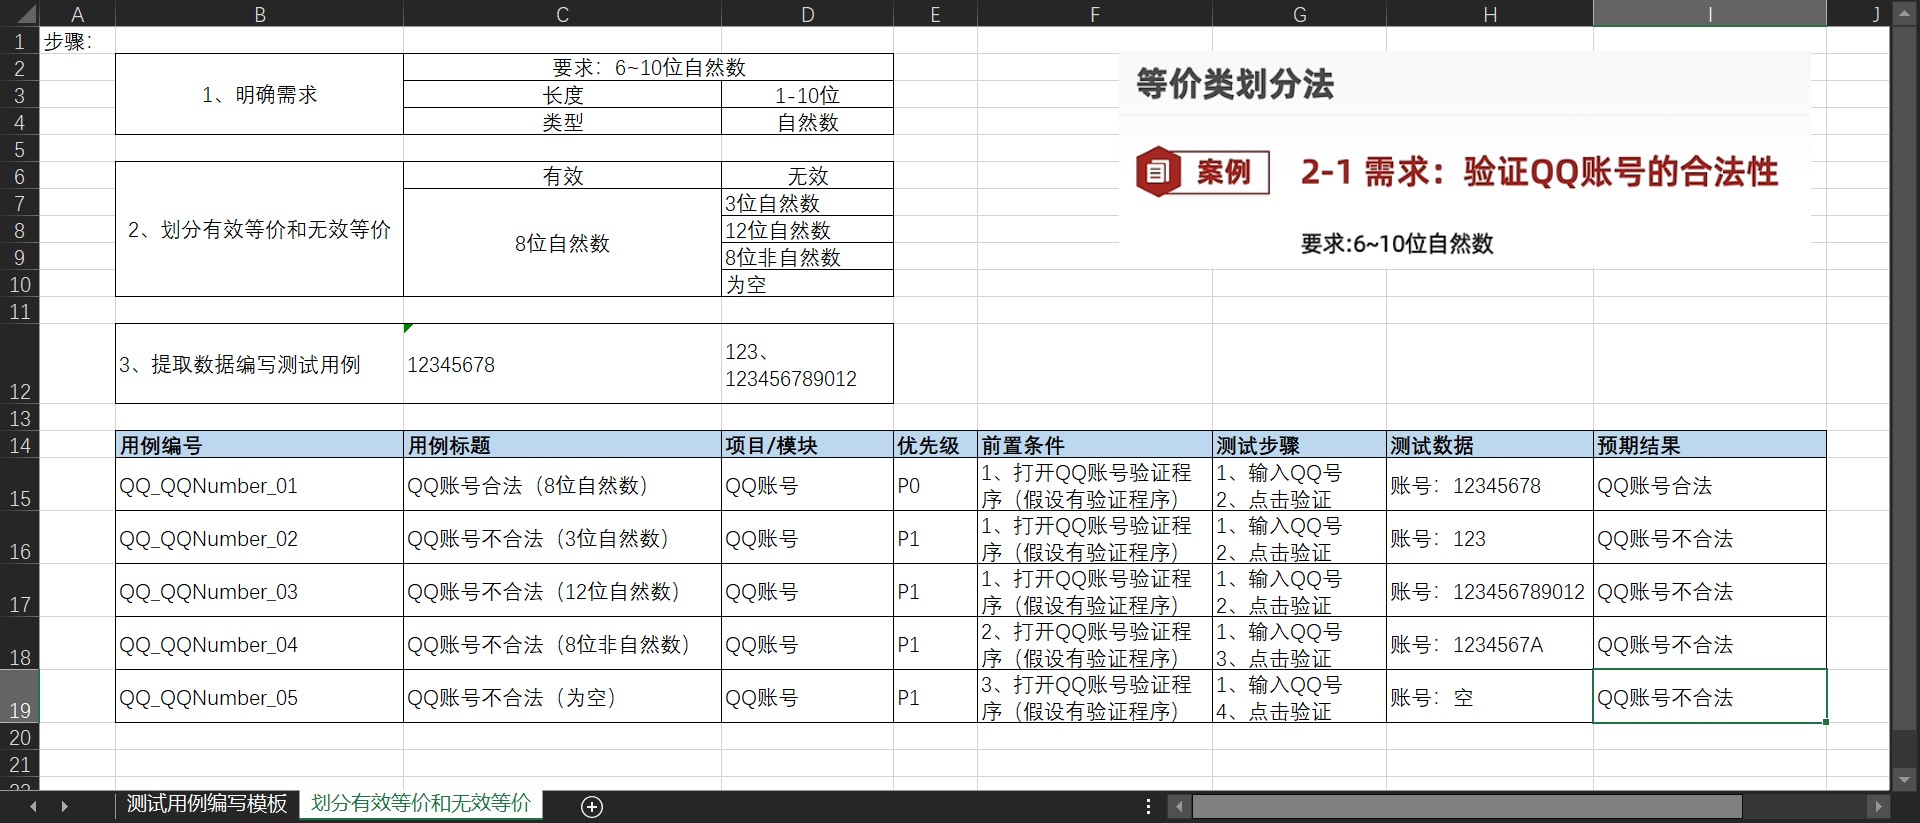 A B C D E F G H I J
1 步骤：
2 1、明确需求 要求：6~10位自然数
3 长度 1-10位
4 类型 自然数
5
6 2、划分有效等价和无效等价 有效 无效
7 8位自然数 3位自然数
8 12位自然数
9 8位非自然数
10 为空
11
等价类划分法
案例 2-1 需求：验证QQ账号的合法性
要求:6~10位自然数
12 3、提取数据编写测试用例 12345678 123、
123456789012
13
14 用例编号 用例标题 项目/模块 优先级 前置条件 测试步骤 测试数据 预期结果
15 QQ_QQNumber_01 QQ账号合法（8位自然数） QQ账号 P0 1、打开QQ账号验证程 1、输入QQ号 账号：12345678 QQ账号合法
序（假设有验证程序） 2、点击验证
16 QQ_QQNumber_02 QQ账号不合法（3位自然数） QQ账号 P1 1、打开QQ账号验证程 1、输入QQ号 账号：123 QQ账号不合法
序（假设有验证程序） 2、点击验证
17 QQ_QQNumber_03 QQ账号不合法（12位自然数） QQ账号 P1 1、打开QQ账号验证程 1、输入QQ号 账号：123456789012 QQ账号不合法
序（假设有验证程序） 2、点击验证
18 QQ_QQNumber_04 QQ账号不合法（8位非自然数） QQ账号 P1 2、打开QQ账号验证程 1、输入QQ号 账号：1234567A QQ账号不合法
序（假设有验证程序） 3、点击验证
19 QQ_QQNumber_05 QQ账号不合法（为空） QQ账号 P1 3、打开QQ账号验证程 1、输入QQ号 账号：空 QQ账号不合法
序（假设有验证程序） 4、点击验证
20
21
测试用例编写模板 划分有效等价和无效等价